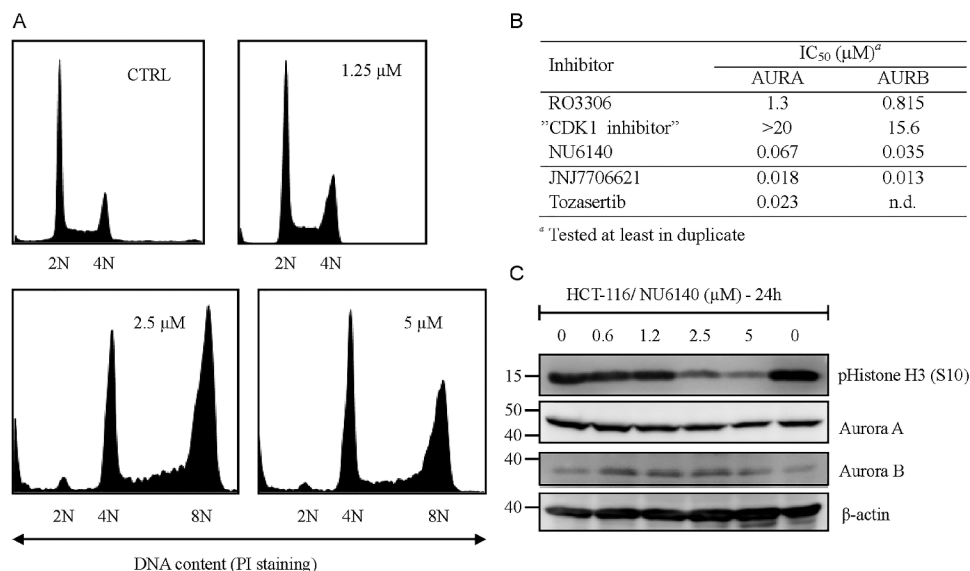 A
CTRL
2N 4N
1.25 μM
2N 4N
2.5 μM
2N 4N 8N
5 μM
2N 4N 8N
DNA content (PI staining)
B
Inhibitor IC50 (μM)a
AURA AURB
RO3306 1.3 0.815
”CDK1 inhibitor” >20 15.6
NU6140 0.067 0.035
JNJ7706621 0.018 0.013
Tozasertib 0.023 n.d.
a Tested at least in duplicate
C
HCT-116/ NU6140 (μM) - 24h
0 0.6 1.2 2.5 5 0
15 pHistone H3 (S10)
50
40 Aurora A
40 Aurora B
40 β-actin